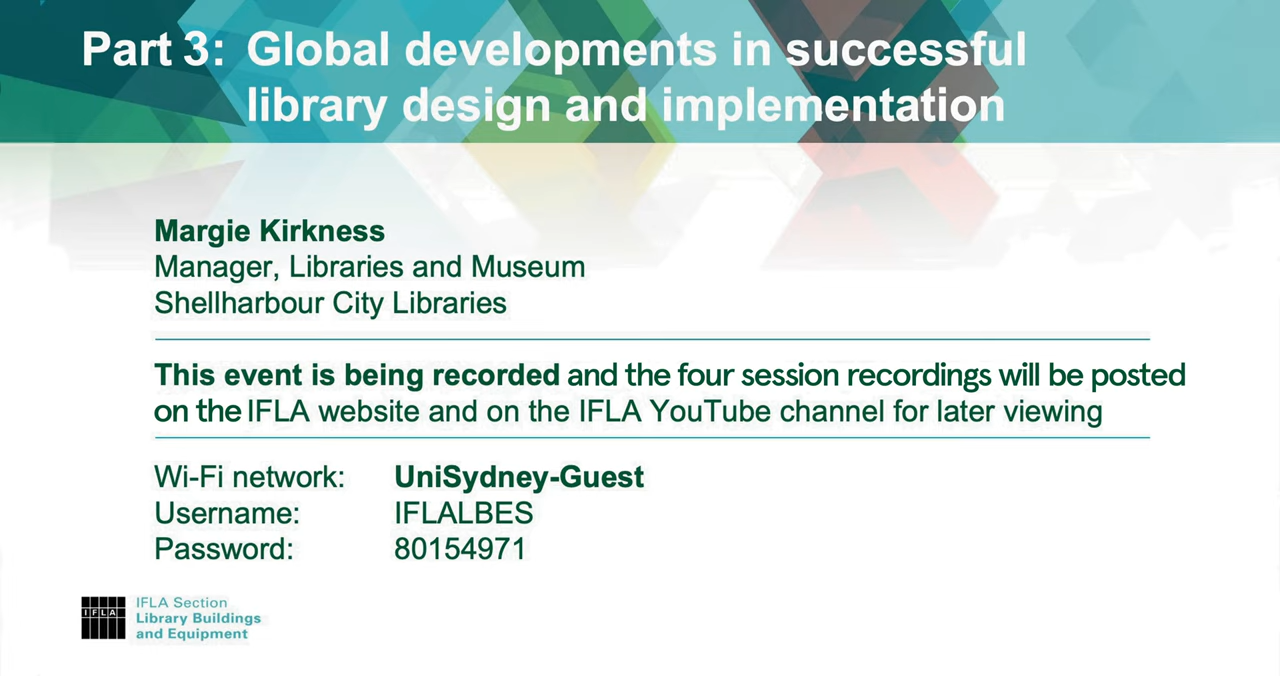 Part 3: Global developments in successful
library design and implementation
Margie Kirkness
Manager, Libraries and Museum
Shellharbour City Libraries
This event is being recorded and the four session recordings will be posted
on the IFLA website and on the IFLA YouTube channel for later viewing
Wi-Fi network: UniSydney-Guest
Username: IFLALBES
Password: 80154971
IFLA
IFLA Section
Library Buildings
and Equipment